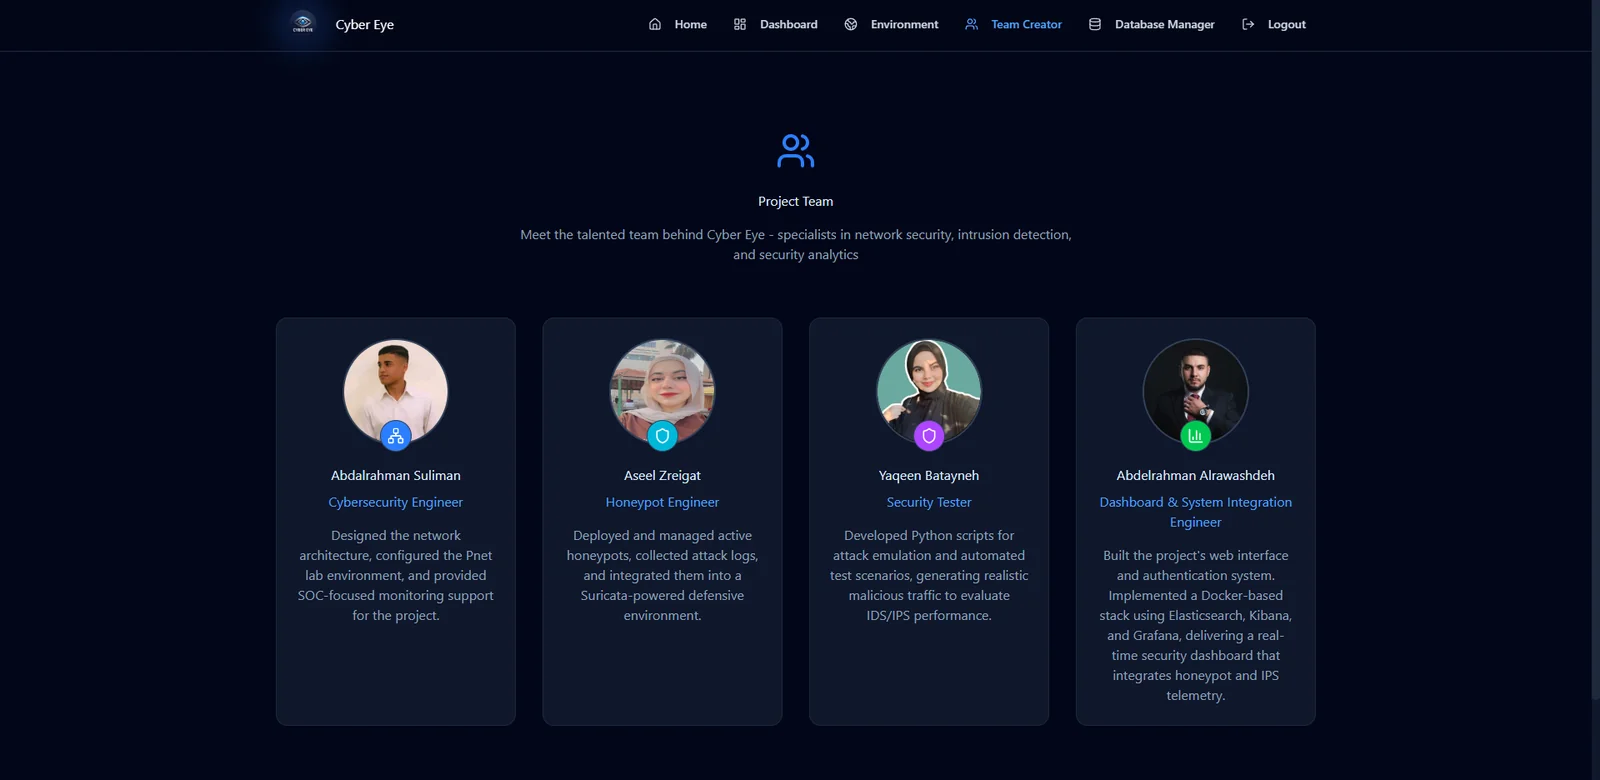 CYBER EYE
Cyber Eye
Home
Dashboard
Environment
Team Creator
Database Manager
Logout
Project Team
Meet the talented team behind Cyber Eye - specialists in network security, intrusion detection,
and security analytics
Abdalrahman Suliman
Cybersecurity Engineer
Designed the network
architecture, configured the Pnet
lab environment, and provided
SOC-focused monitoring support
for the project.
Aseel Zreigat
Honeypot Engineer
Deployed and managed active
honeypots, collected attack logs,
and integrated them into a
Suricata-powered defensive
environment.
Yaqeen Batayneh
Security Tester
Developed Python scripts for
attack emulation and automated
test scenarios, generating realistic
malicious traffic to evaluate
IDS/IPS performance.
Abdelrahman Alrawashdeh
Dashboard & System Integration
Engineer
Built the project's web interface
and authentication system.
Implemented a Docker-based
stack using Elasticsearch, Kibana,
and Grafana, delivering a real-
time security dashboard that
integrates honeypot and IPS
telemetry.